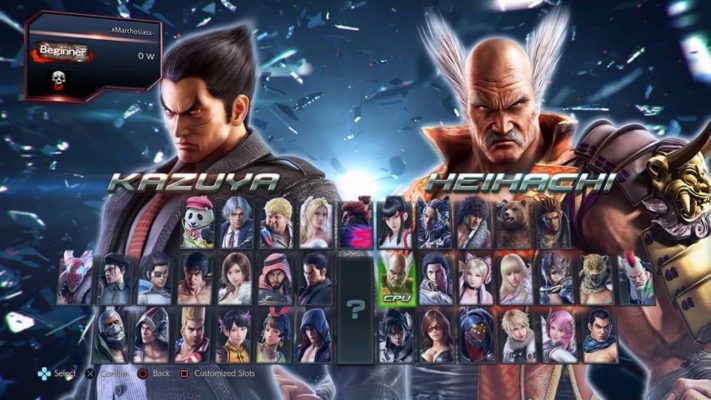 xMarchosiasx-
Beginner
0 W
KAZUYA
HEIHACHI
?
CPU
Select
Confirm
Back
Customized Slots